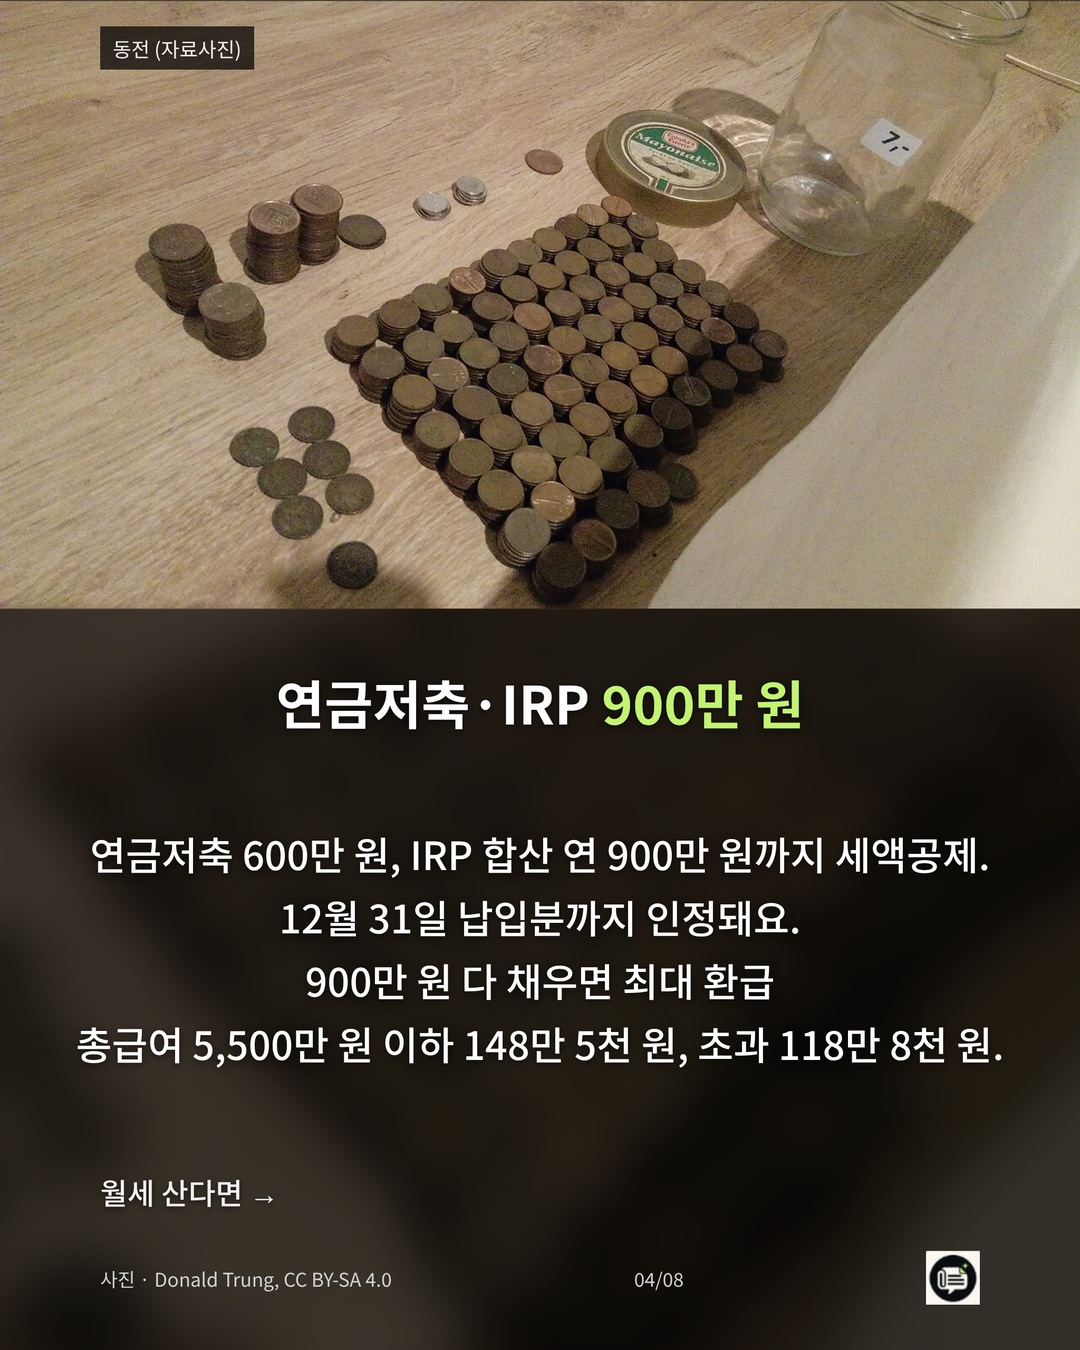 동전 (자료사진)
Mayonaise
7,-
연금저축·IRP 900만 원
연금저축 600만 원, IRP 합산 연 900만 원까지 세액공제.
12월 31일 납입분까지 인정돼요.
900만 원 다 채우면 최대 환급
총급여 5,500만 원 이하 148만 5천 원, 초과 118만 8천 원.
월세 산다면 →
사진 · Donald Trung, CC BY-SA 4.0
04/08